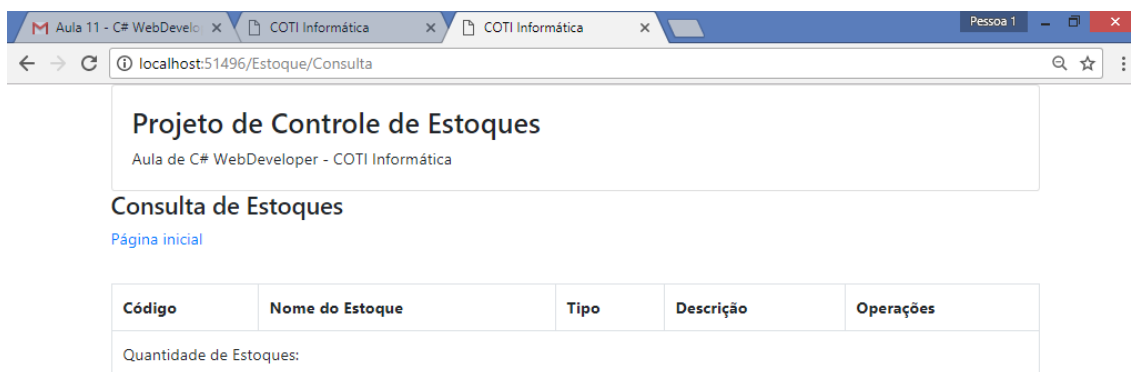 Aula 11 - C# WebDevelo
COTI Informática
COTI Informática
Pessoa 1
localhost:51496/Estoque/Consulta
Projeto de Controle de Estoques
Aula de C# WebDeveloper - COTI Informática
Consulta de Estoques
Página inicial
Código Nome do Estoque Tipo Descrição Operações
Quantidade de Estoques: